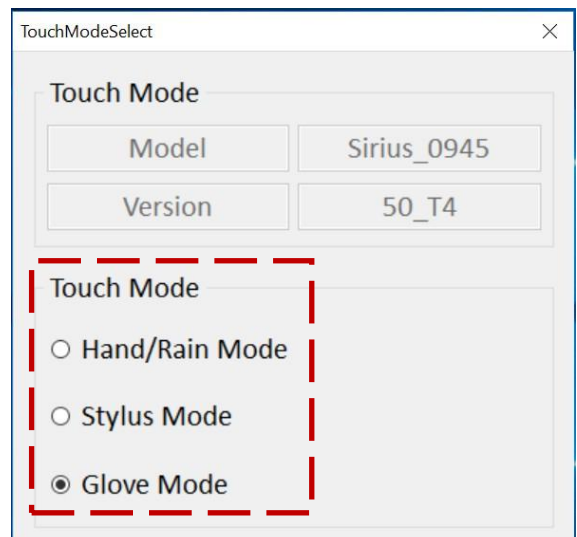 TouchModeSelect
Touch Mode
Model Sirius_0945
Version 50_T4
Touch Mode
Hand/Rain Mode
Stylus Mode
Glove Mode